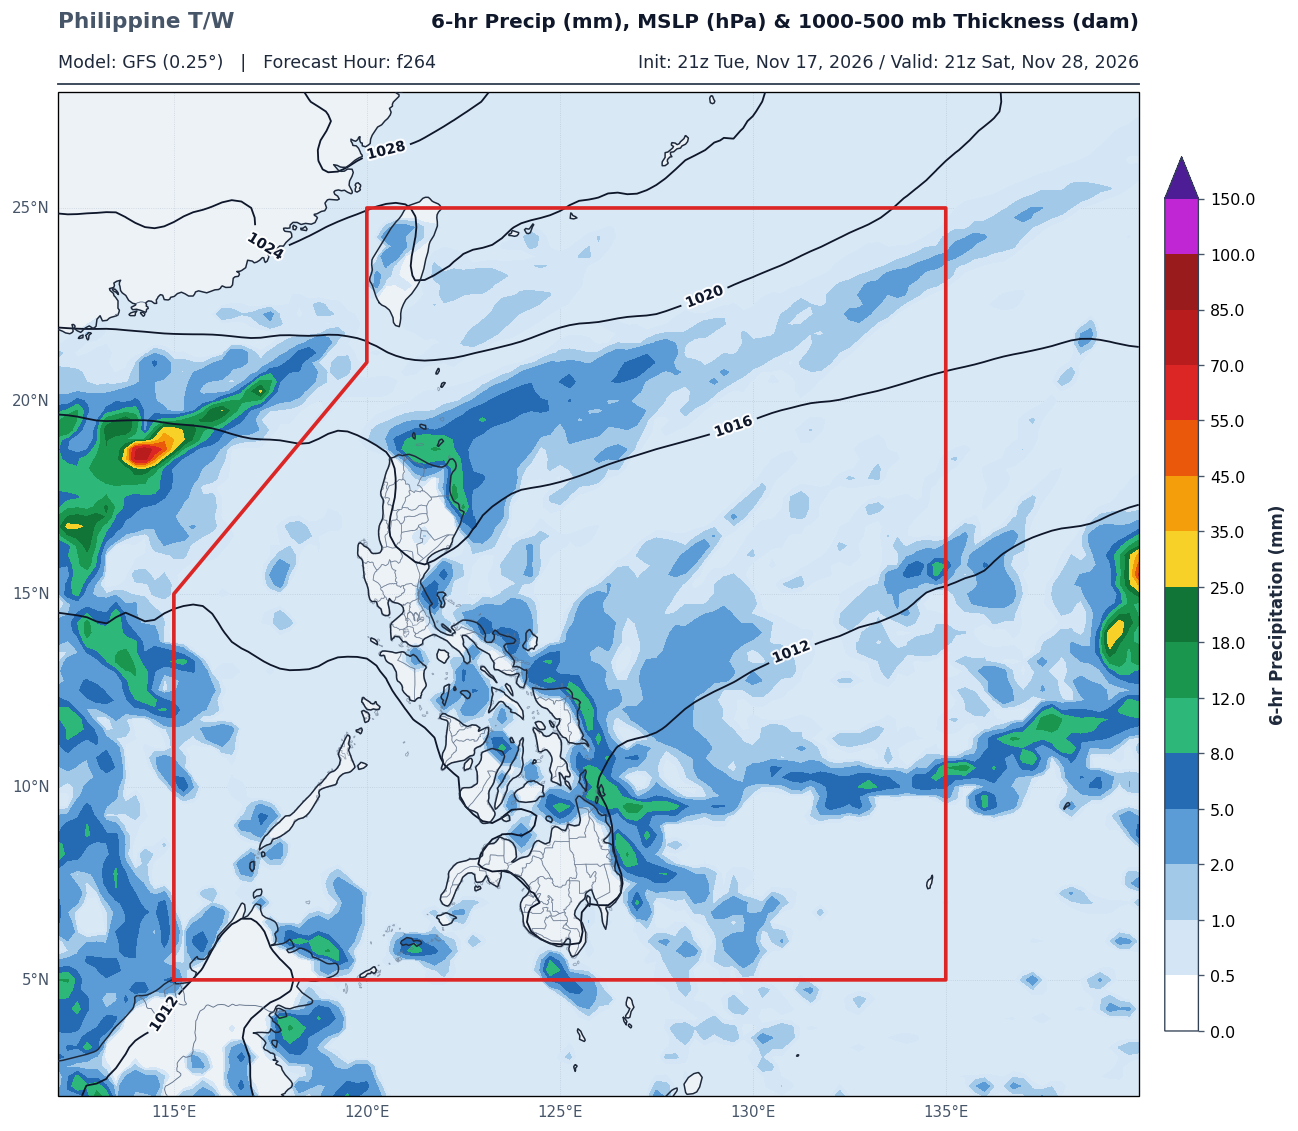 Philippine T/W
6-hr Precip (mm), MSLP (hPa) & 1000-500 mb Thickness (dam)
Model: GFS (0.25°)   |   Forecast Hour: f264
Init: 21z Tue, Nov 17, 2026 / Valid: 21z Sat, Nov 28, 2026
1028
1024
1020
1016
1012
1012
25°N
20°N
15°N
10°N
5°N
115°E
120°E
125°E
130°E
135°E
150.0
100.0
85.0
70.0
55.0
45.0
35.0
25.0
18.0
12.0
8.0
5.0
2.0
1.0
0.5
0.0
6-hr Precipitation (mm)